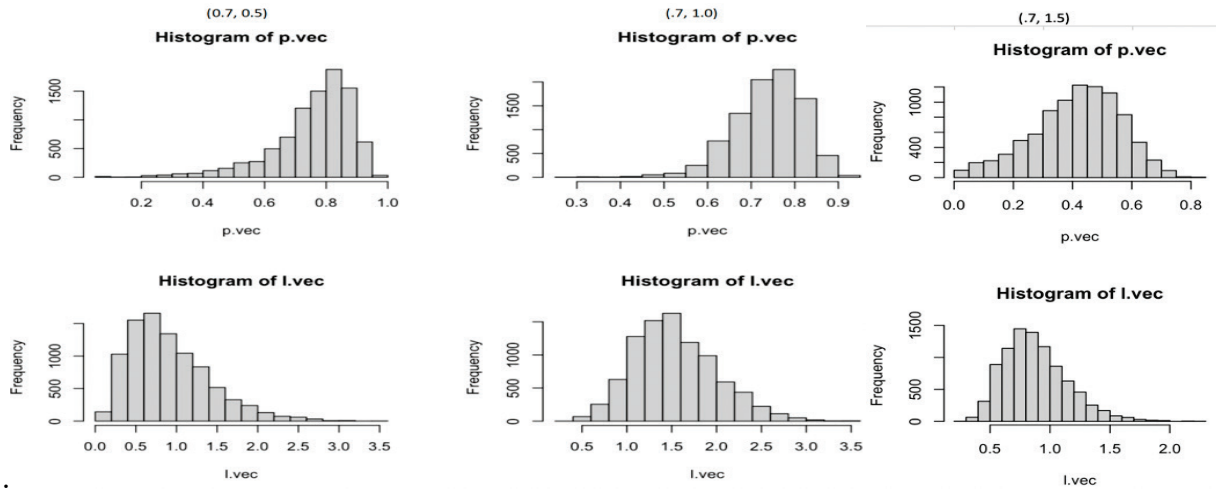 (0.7, 0.5)
Histogram of p.vec
Frequency
0 500 1500
0.2 0.4 0.6 0.8 1.0
p.vec
(.7, 1.0)
Histogram of p.vec
Frequency
0 500 1500
0.3 0.4 0.5 0.6 0.7 0.8 0.9
p.vec
(.7, 1.5)
Histogram of p.vec
Frequency
0 400 1000
0.0 0.2 0.4 0.6 0.8
p.vec
Histogram of l.vec
Frequency
0 500 1000
0.0 0.5 1.0 1.5 2.0 2.5 3.0 3.5
l.vec
Histogram of l.vec
Frequency
0 500 1000
1.0 1.5 2.0 2.5 3.0 3.5
l.vec
Histogram of l.vec
Frequency
0 500 1500
0.5 1.0 1.5 2.0
l.vec
.